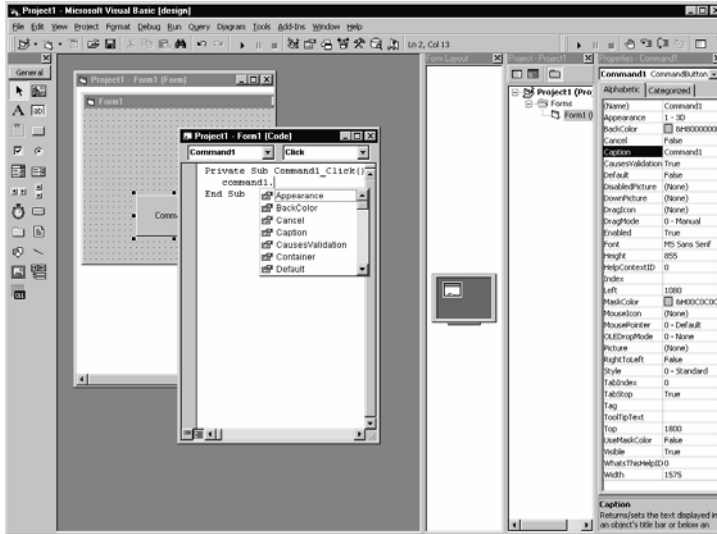 Project1 - Microsoft Visual Basic [design]
File Edit View Project Format Debug Run Query Diagram Tools Add-Ins Window Help
Ln 2, Col 13
General
A
ab|
OLE
Project1 - Form1 (Form)
Form1
Comma
Project1 - Form1 (Code)
Command1
Click
Private Sub Command1_Click()
command1.
End Sub
Appearance
BackColor
Cancel
Caption
CausesValidation
Container
Default
Form Layout
Project - Project1
Project1 (Pro
Forms
Form1 (
Properties - Command1
Command1 CommandButton
Alphabetic Categorized
(Name) Command1
Appearance 1 - 3D
BackColor &H8000000
Cancel False
Caption Command1
CausesValidation True
Default False
DisabledPicture (None)
DownPicture (None)
DragIcon (None)
DragMode 0 - Manual
Enabled True
Font MS Sans Serif
Height 855
HelpContextID 0
Index
Left 1080
MaskColor &H00C0C0C
MouseIcon (None)
MousePointer 0 - Default
OLEDropMode 0 - None
Picture (None)
RightToLeft False
Style 0 - Standard
TabIndex 0
TabStop True
Tag
ToolTipText
Top 1800
UseMaskColor False
Visible True
WhatsThisHelpID 0
Width 1575
Caption
Returns/sets the text displayed in
an object's title bar or below an